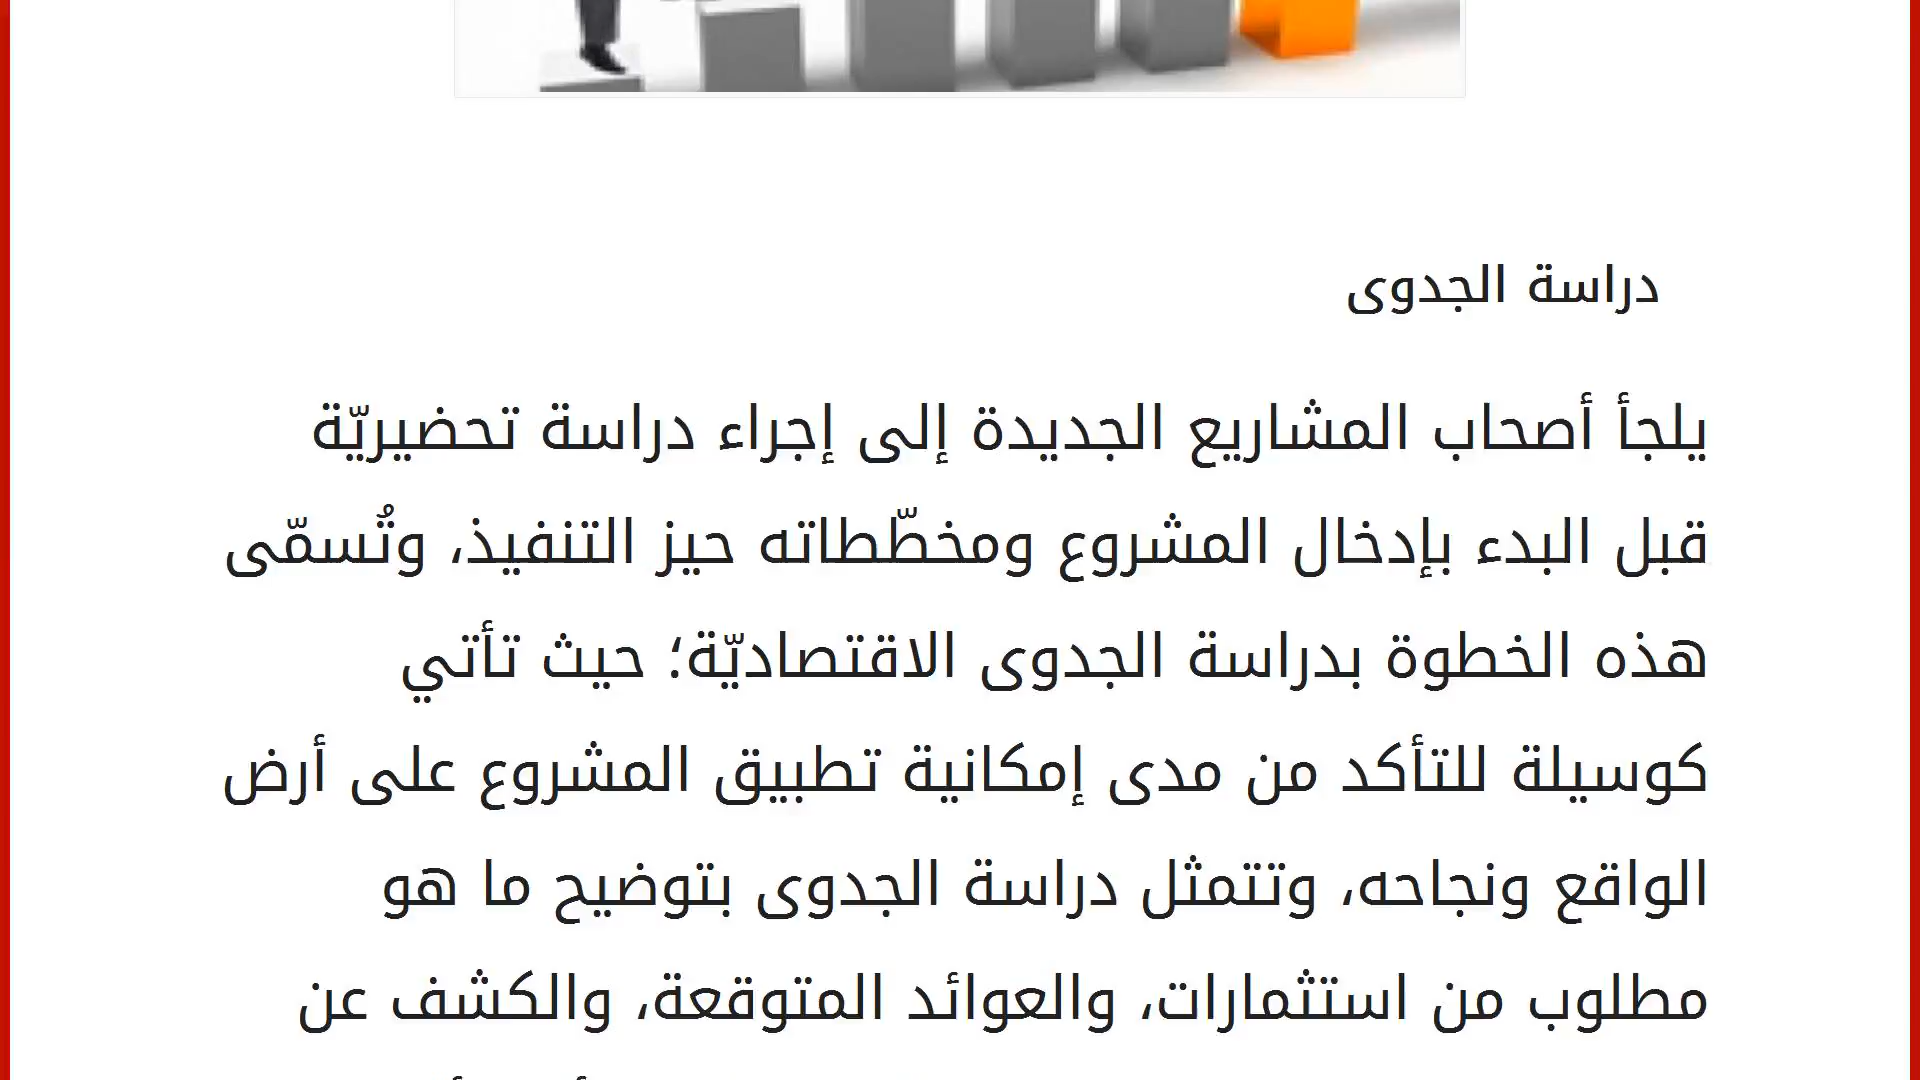 دراسة الجدوى
يلجأ أصحاب المشاريع الجديدة إلى إجراء دراسة تحضيريّة
قبل البدء بإدخال المشروع ومخطّطاته حيز التنفيذ، وتُسمّى
هذه الخطوة بدراسة الجدوى الاقتصاديّة؛ حيث تأتي
كوسيلة للتأكد من مدى إمكانية تطبيق المشروع على أرض
الواقع ونجاحه، وتتمثل دراسة الجدوى بتوضيح ما هو
مطلوب من استثمارات، والعوائد المتوقعة، والكشف عن